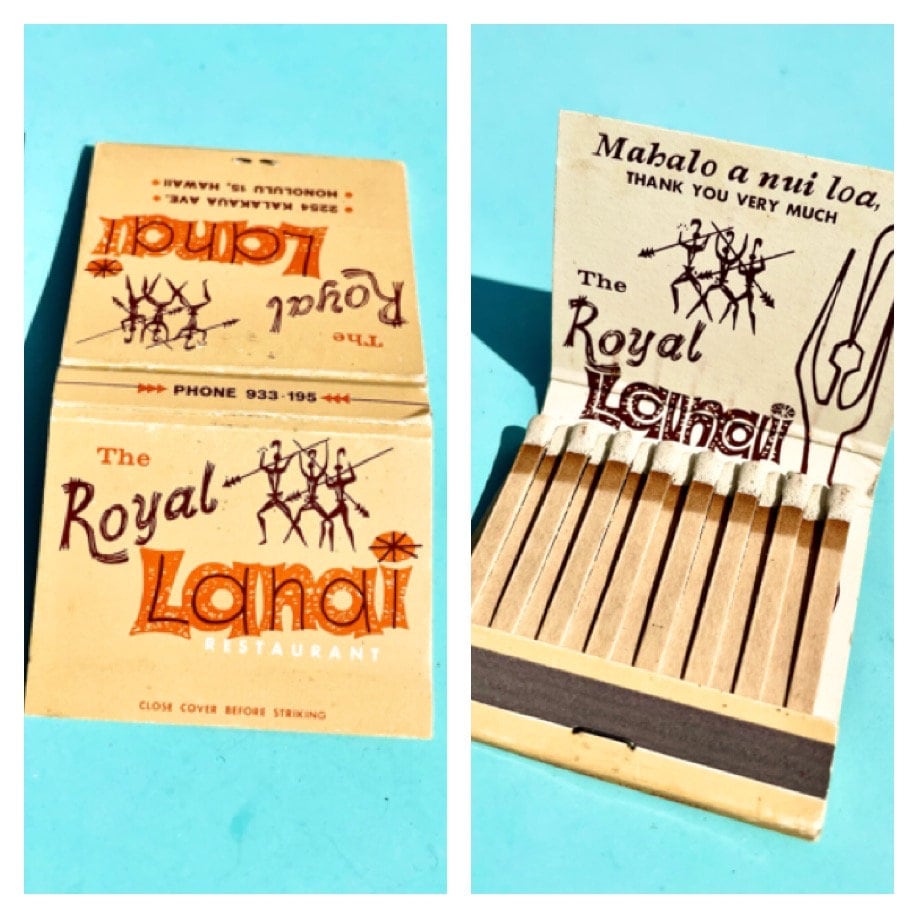 2254 KALAKAUA AVE.
HONOLULU 15, HAWAII
The
Royal
Lanai
PHONE 933-195
The
Royal
Lanai
RESTAURANT
CLOSE COVER BEFORE STRIKING
Mahalo a nui loa,
THANK YOU VERY MUCH
The
Royal
Lanai